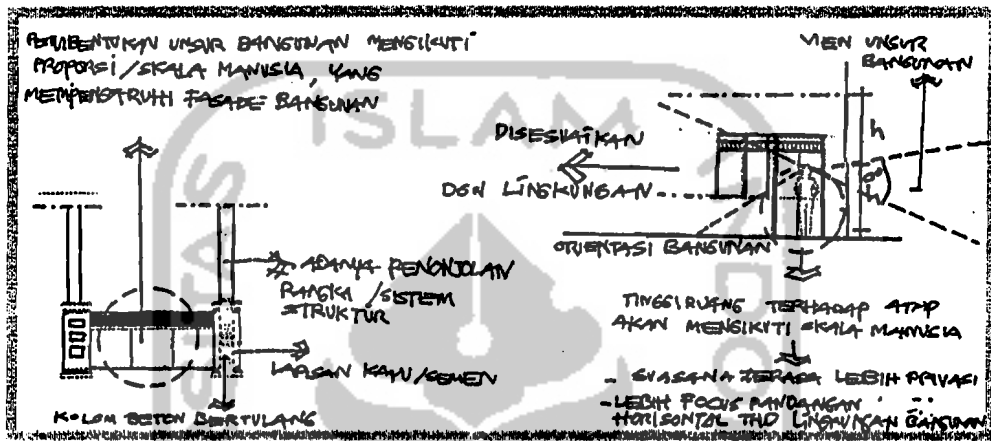 PEMBENTUKAN UNSUR BANGUNAN MENGIKUTI
PROPORSI/SKALA MANUSIA, YANG
MEMPENGARUHI FASADE BANGUNAN
ADANYA PENONJOLAN
RANGKA/SISTEM
STRUKTUR
LAPISAN KAYU/SEMEN
KOLOM BETON BERTULANG
VIEW UNSUR
BANGUNAN
DISESUAIKAN
DGN LINGKUNGAN
h
h
ORIENTASI BANGUNAN
TINGGI RUANG TERHADAP ATAP
AKAN MENGIKUTI SKALA MANUSIA
- SUASANA TERASA LEBIH PRIVASI
- LEBIH FOCUS PANDANGAN
HORISONTAL THD LINGKUNGAN BANGUNAN
ISLAM